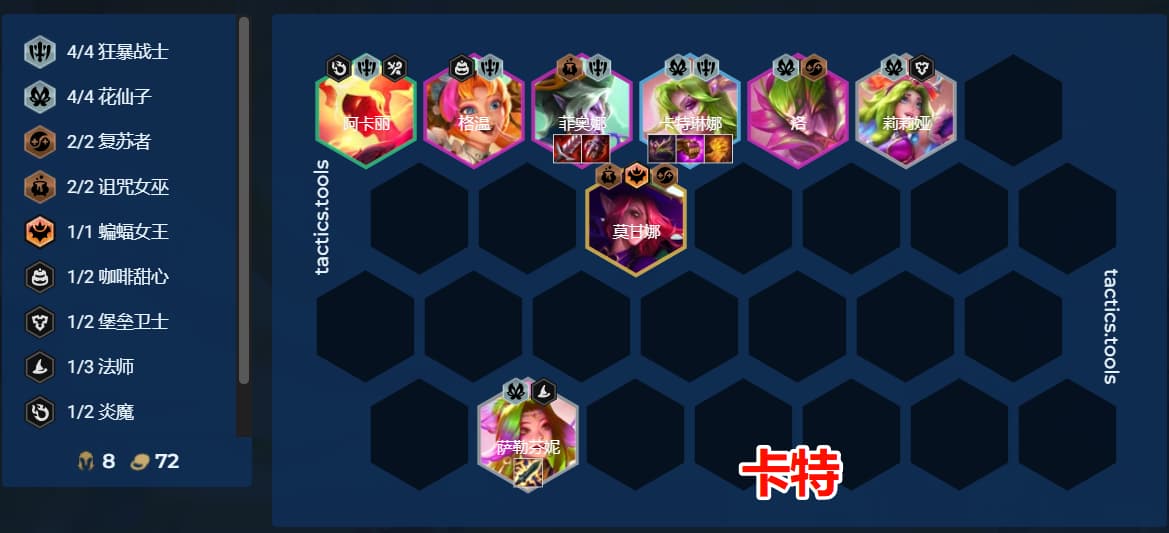 4/4 狂暴战士
4/4 花仙子
2/2 复苏者
2/2 诅咒女巫
1/1 蝙蝠女王
1/2 咖啡甜心
1/2 堡垒卫士
1/3 法师
1/2 炎魔
8 72
tactics.tools
阿卡丽
格温
菲奥娜
卡特琳娜
洛
莉莉娅
莫甘娜
萨勒芬妮
卡特
tactics.tools